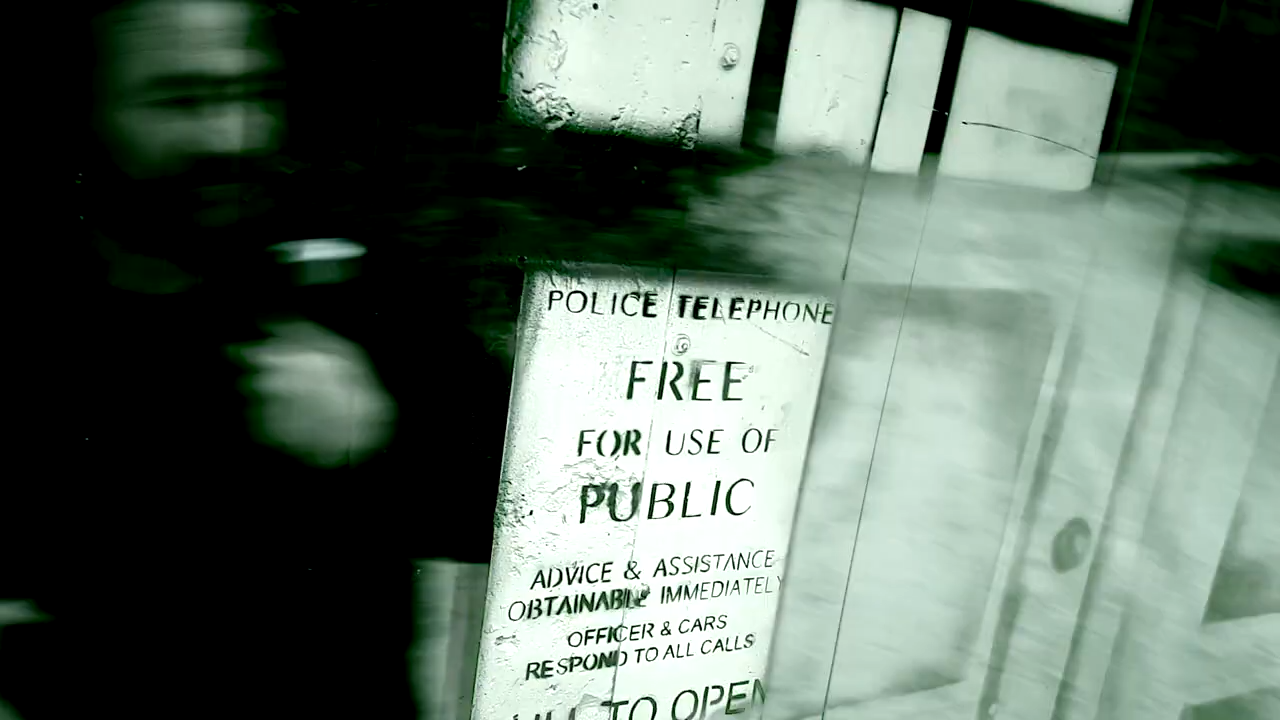 POLICE TELEPHONE
FREE
FOR USE OF
PUBLIC
ADVICE & ASSISTANCE
OBTAINABLE IMMEDIATELY
OFFICER & CARS
RESPOND TO ALL CALLS
TO OPEN